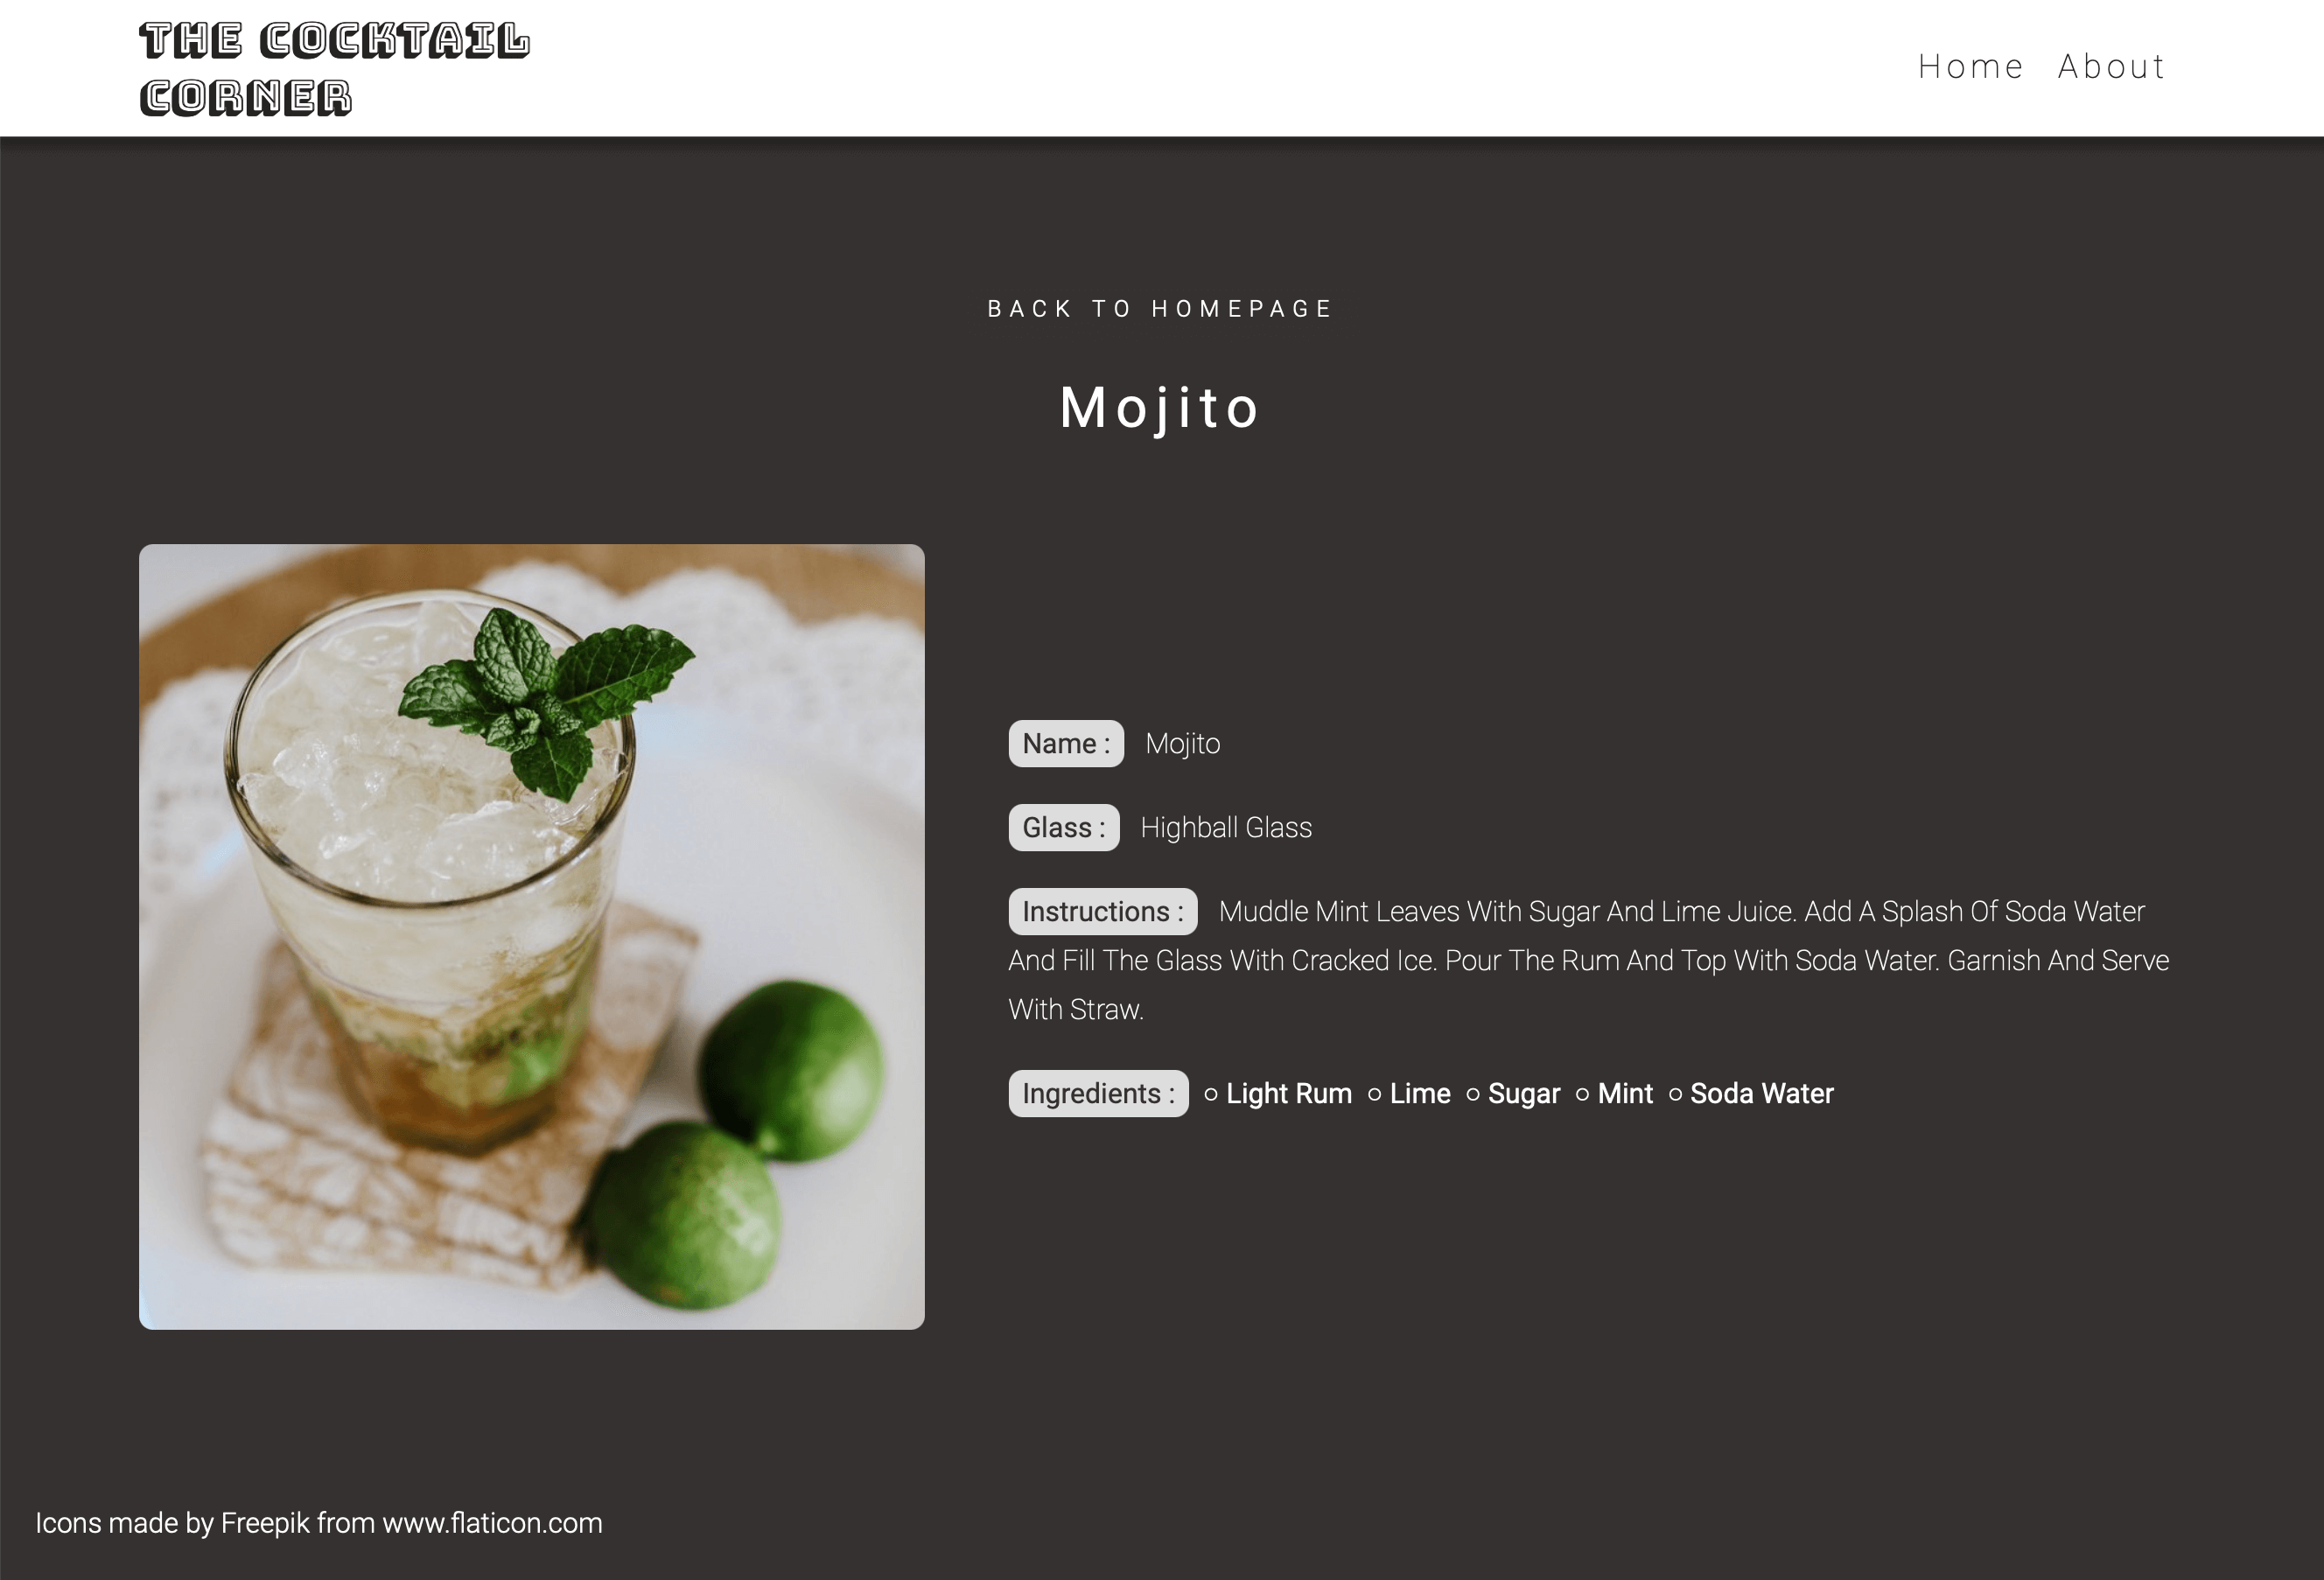 THE COCKTAIL
CORNER
Home About
BACK TO HOMEPAGE
Mojito
Name : Mojito
Glass : Highball Glass
Instructions : Muddle Mint Leaves With Sugar And Lime Juice. Add A Splash Of Soda Water
And Fill The Glass With Cracked Ice. Pour The Rum And Top With Soda Water. Garnish And Serve
With Straw.
Ingredients : ○ Light Rum ○ Lime ○ Sugar ○ Mint ○ Soda Water
Icons made by Freepik from www.flaticon.com